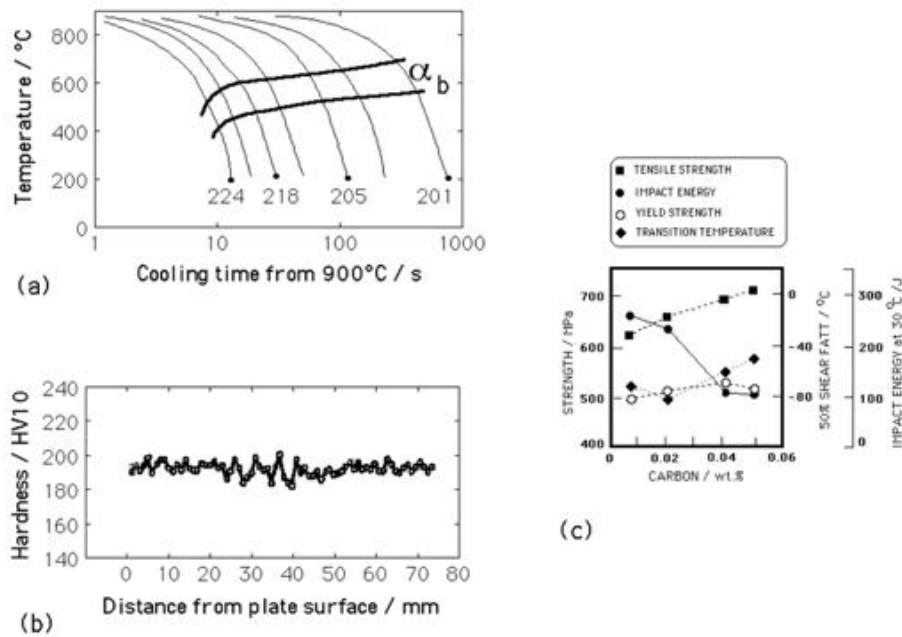 800
600
400
200
0
Temperature / °C
αb
224 218 205 201
1 10 100 1000
Cooling time from 900°C / s
(a)
240
220
200
180
160
140
Hardness / HV10
0 10 20 30 40 50 60 70 80
Distance from plate surface / mm
(b)
TENSILE STRENGTH
IMPACT ENERGY
YIELD STRENGTH
TRANSITION TEMPERATURE
700
600
500
400
STRENGTH / MPa
0
-40
-80
50% SHEAR FATT / °C
300
200
100
0
IMPACT ENERGY at 30 °C /J
0 0.02 0.04 0.06
CARBON / wt.%
(c)